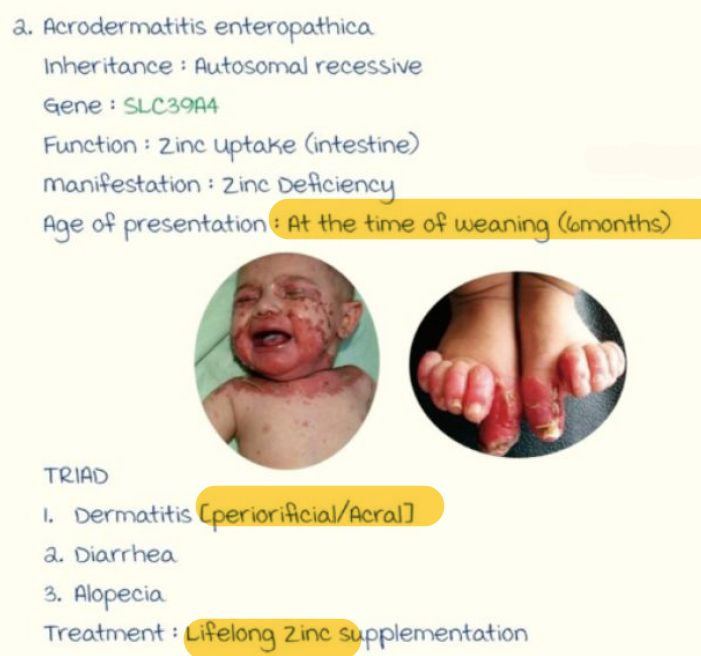 2. Acrodermatitis enteropathica
Inheritance : Autosomal recessive
Gene : SLC39A4
Function : Zinc uptake (intestine)
manifestation : Zinc Deficiency
Age of presentation : At the time of weaning (6months)
TRIAD
1. Dermatitis [periorificial/Acral]
2. Diarrhea
3. Alopecia
Treatment : Lifelong Zinc supplementation